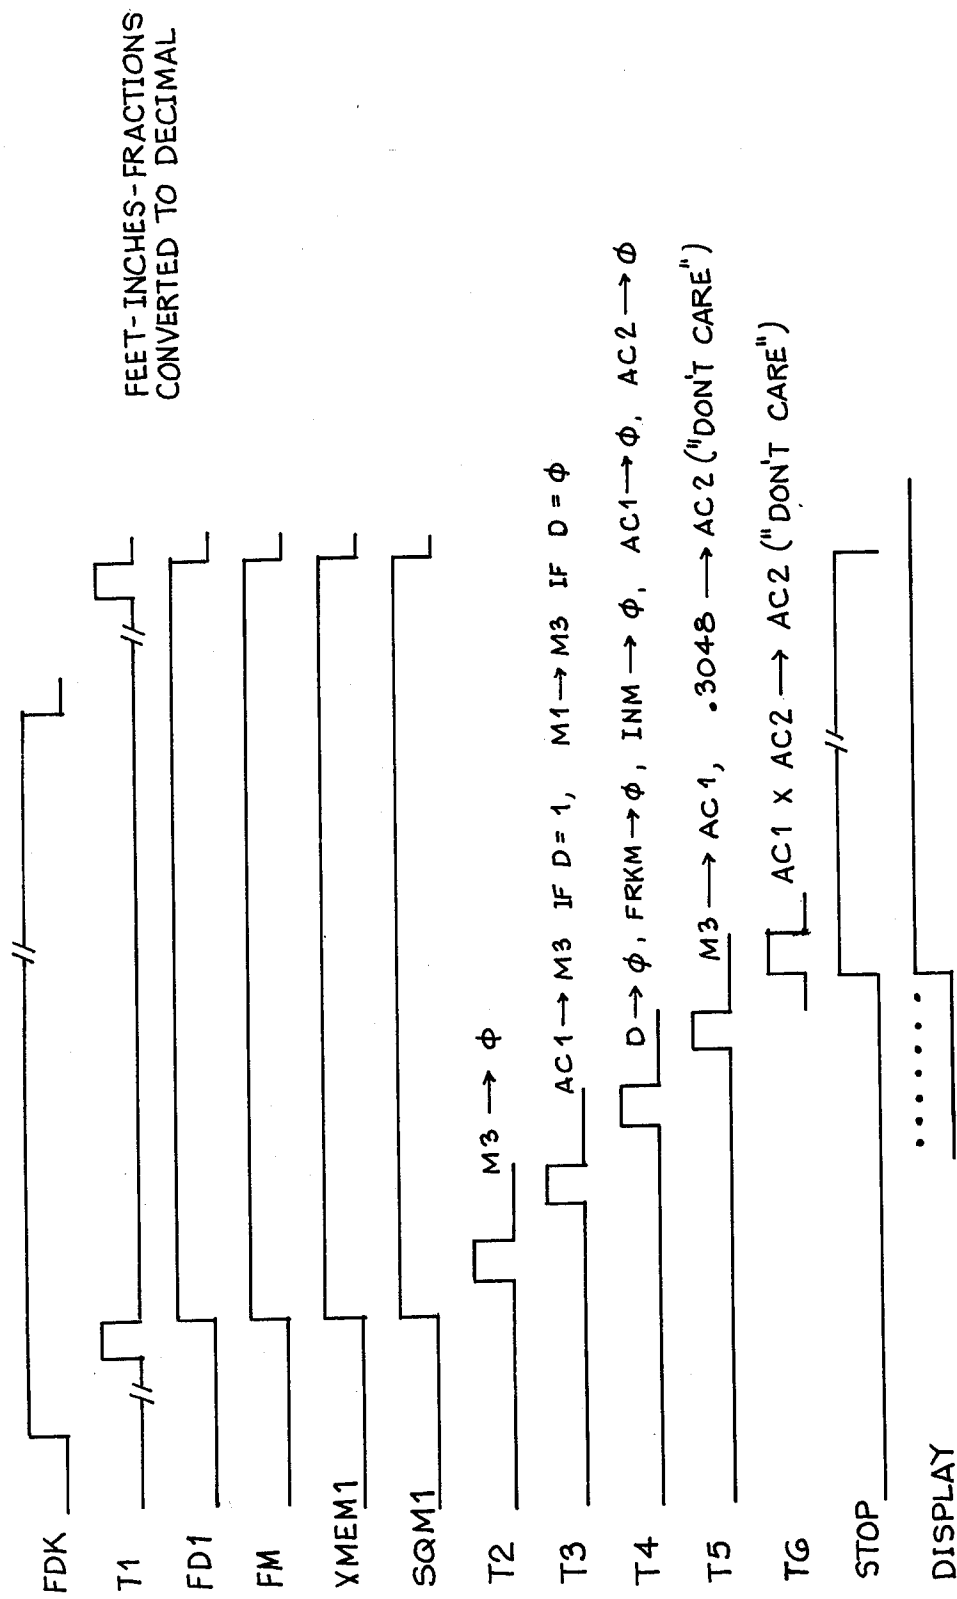 FEET-INCHES-FRACTIONS
CONVERTED TO DECIMAL
FDK
T1
FD1
FM
XMEM1
SQM1
T2 M3 → ϕ
T3 AC1 → M3 IF D = 1, M1 → M3 IF D = ϕ
T4 D → ϕ, FRKM → ϕ, INM → ϕ, AC1 → ϕ, AC2 → ϕ
T5 M3 → AC1, .3048 → AC2 ("DON'T CARE")
T6 AC1 X AC2 → AC2 ("DON'T CARE")
STOP
DISPLAY